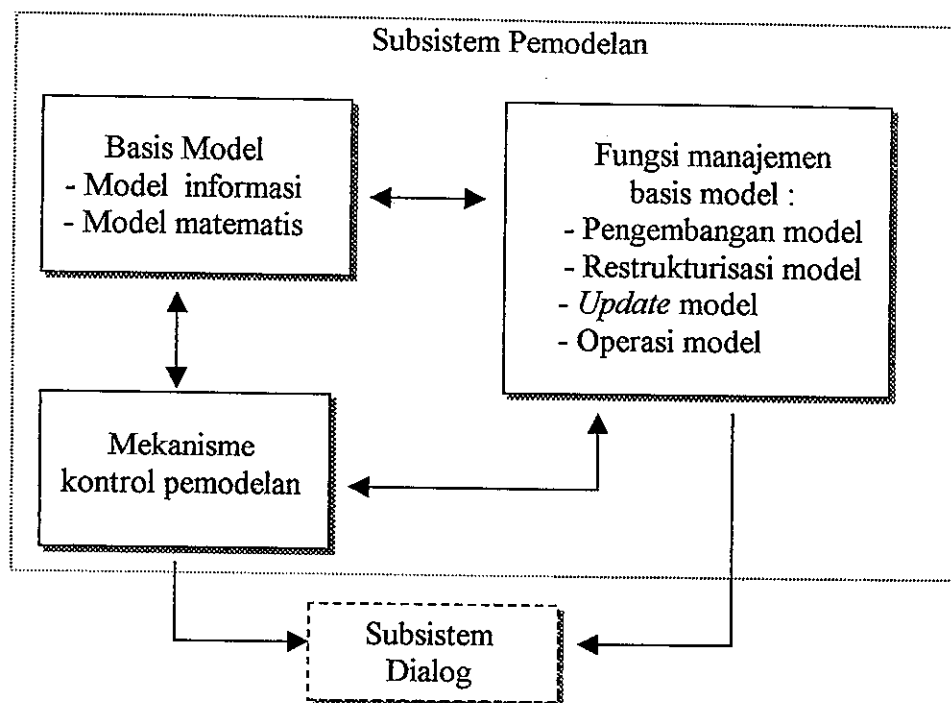 Subsistem Pemodelan
Basis Model
- Model informasi
- Model matematis
Fungsi manajemen
basis model :
- Pengembangan model
- Restrukturisasi model
- Update model
- Operasi model
Mekanisme
kontrol pemodelan
Subsistem
Dialog